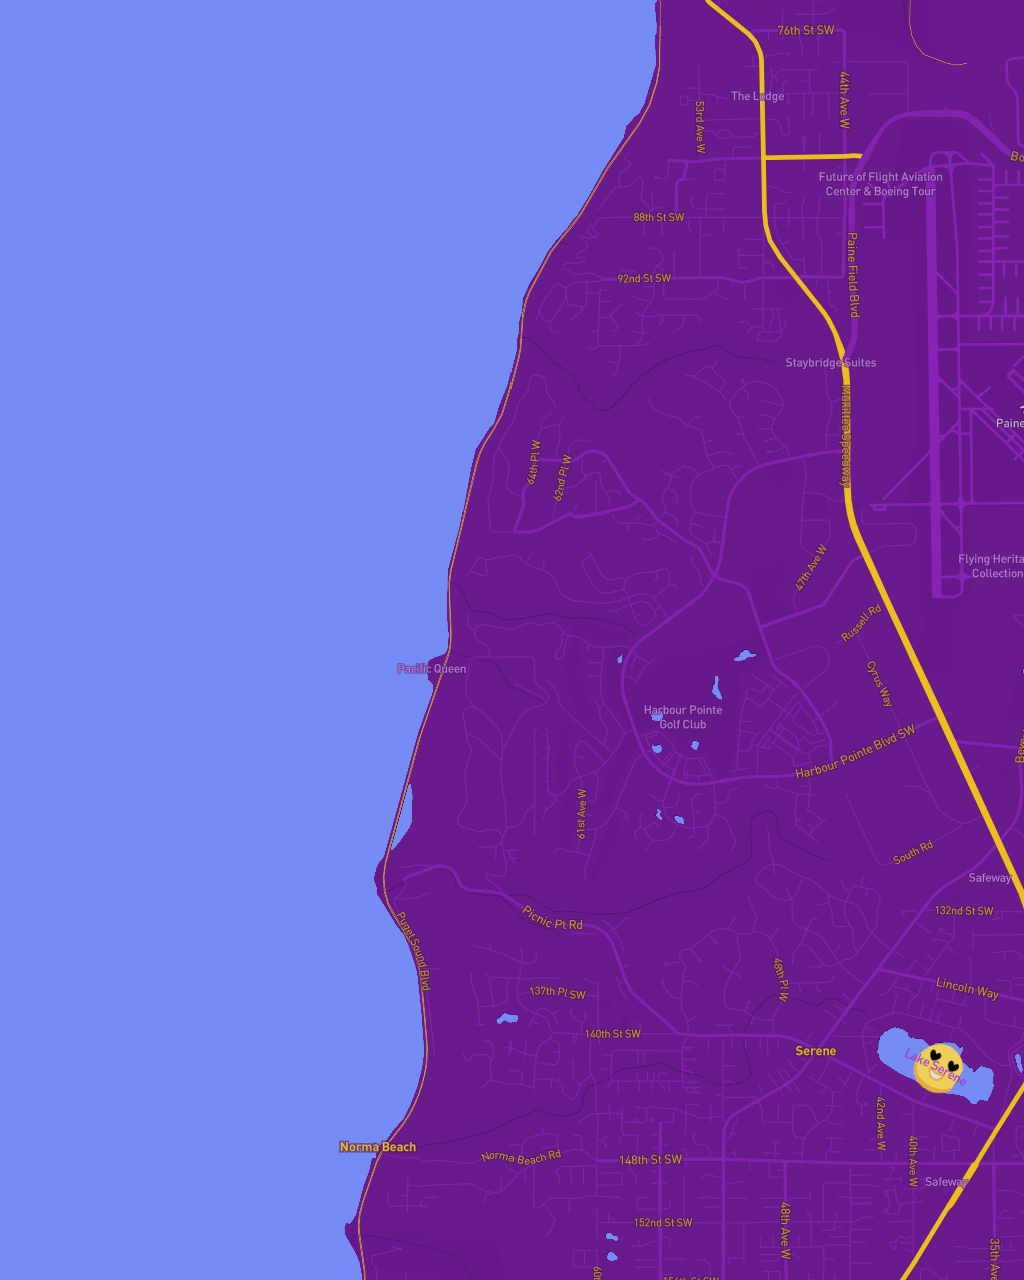 76th St SW
44th Ave W
The Lodge
53rd Ave W
Future of Flight Aviation
Center & Boeing Tour
88th St SW
Paine Field Blvd
92nd St SW
Staybridge Suites
Mukilteo Speedway
Paine
64th Pl W
62nd Pl W
47th Ave W
Flying Herita
Collection
Russell Rd
Pacific Queen
Cyrus Way
Harbour Pointe
Golf Club
Harbour Pointe Blvd SW
61st Ave W
South Rd
Safeway
Picnic Pt Rd
132nd St SW
Puget Sound Blvd
48th Pl W
137th Pl SW
Lincoln Way
140th St SW
Serene
Lake Serene
42nd Ave W
40th Ave W
Norma Beach
Norma Beach Rd
148th St SW
Safeway
48th Ave W
152nd St SW
35th Ave
156th St SW